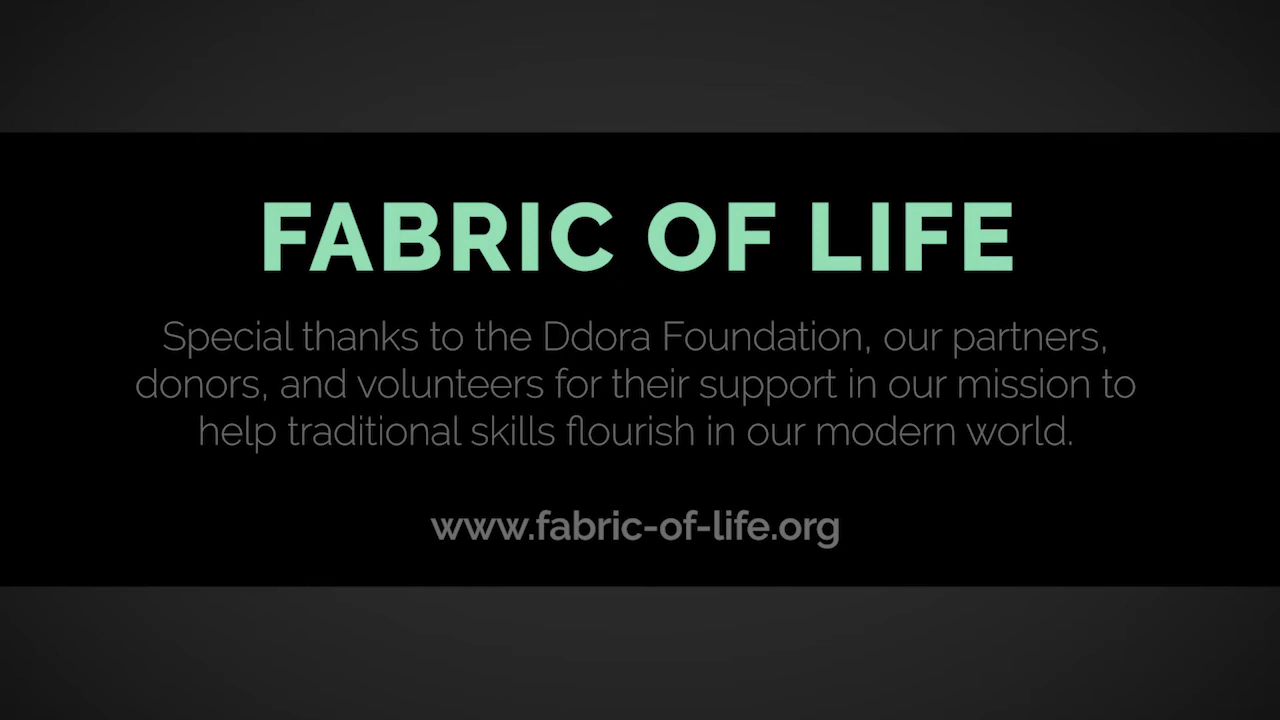 FABRIC OF LIFE
Special thanks to the Ddora Foundation, our partners,
donors, and volunteers for their support in our mission to
help traditional skills flourish in our modern world.
www.fabric-of-life.org